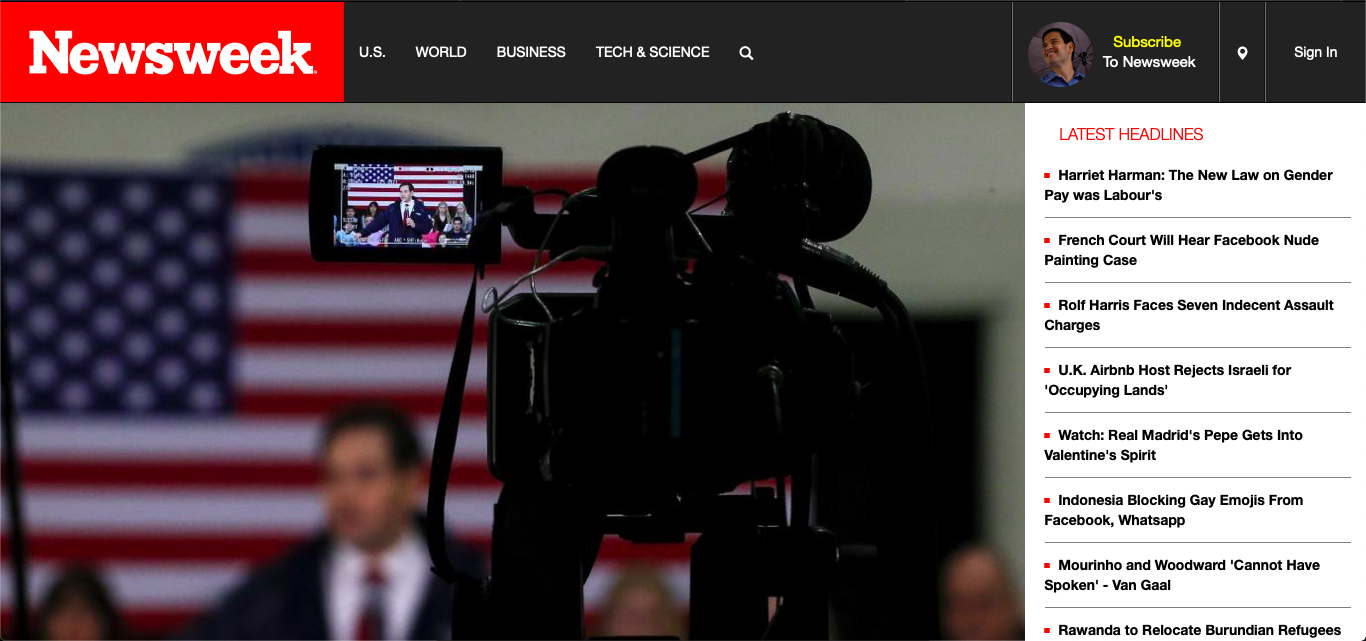 Newsweek
U.S.
WORLD
BUSINESS
TECH & SCIENCE
Subscribe
To Newsweek
Sign In
LATEST HEADLINES
Harriet Harman: The New Law on Gender
Pay was Labour's
French Court Will Hear Facebook Nude
Painting Case
Rolf Harris Faces Seven Indecent Assault
Charges
U.K. Airbnb Host Rejects Israeli for
'Occupying Lands'
Watch: Real Madrid's Pepe Gets Into
Valentine's Spirit
Indonesia Blocking Gay Emojis From
Facebook, Whatsapp
Mourinho and Woodward 'Cannot Have
Spoken' - Van Gaal
Rawanda to Relocate Burundian Refugees